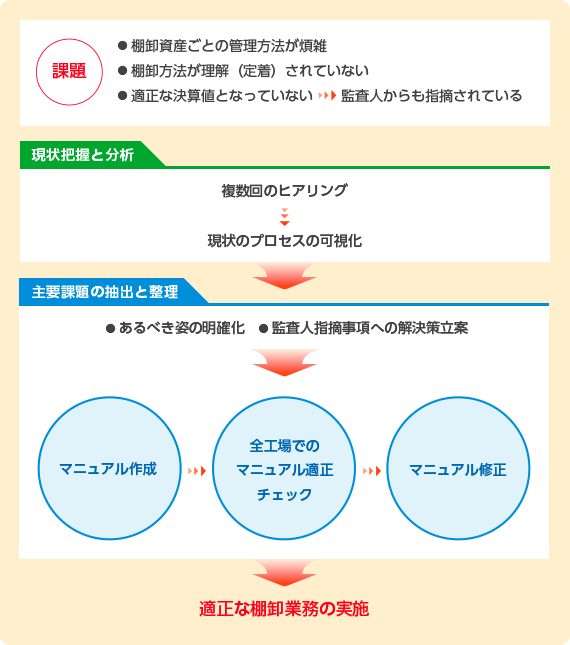 課題
●棚卸資産ごとの管理方法が煩雑
●棚卸方法が理解（定着）されていない
●適正な決算値となっていない 監査人からも指摘されている
現状把握と分析
複数回のヒアリング
現状のプロセスの可視化
主要課題の抽出と整理
●あるべき姿の明確化 ●監査人指摘事項への解決策立案
マニュアル作成
全工場での
マニュアル適正
チェック
マニュアル修正
適正な棚卸業務の実施